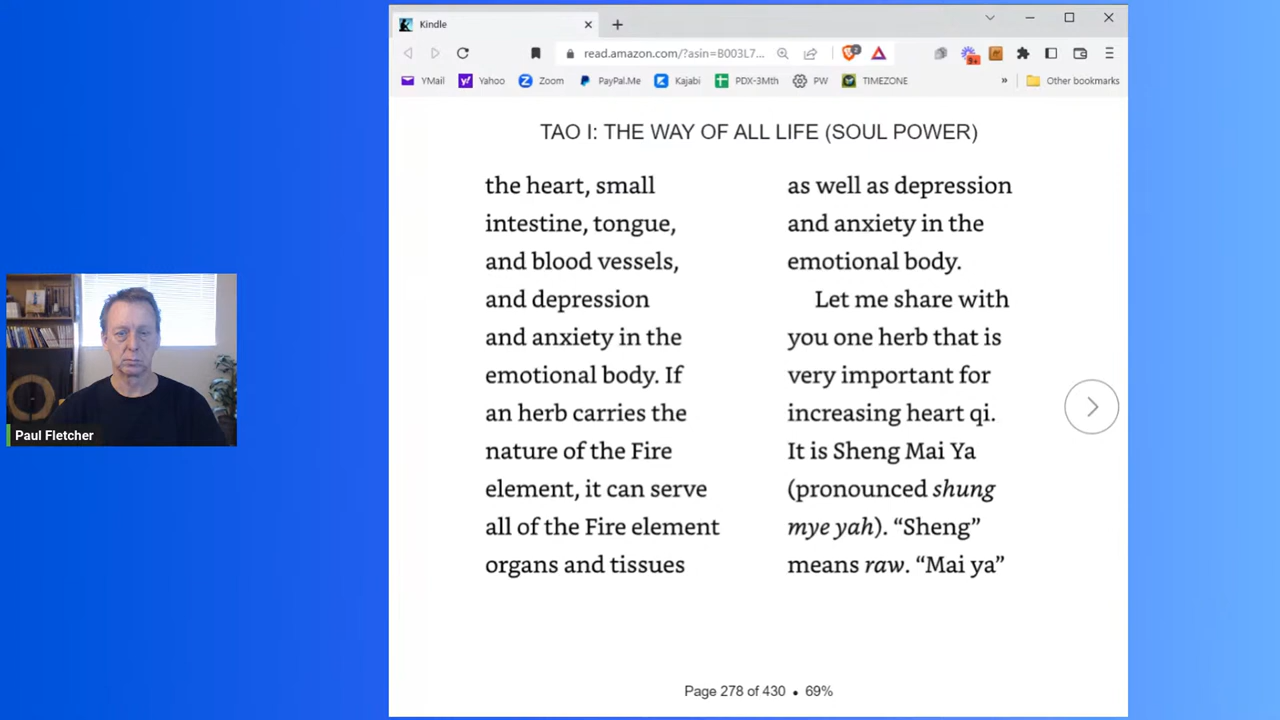 Kindle
read.amazon.com/?asin=B003L7...
2
9+
YMail
Yahoo
Zoom
PayPal.Me
Kajabi
PDX-3Mth
PW
TIMEZONE
»
Other bookmarks
TAO I: THE WAY OF ALL LIFE (SOUL POWER)
the heart, small
intestine, tongue,
and blood vessels,
and depression
and anxiety in the
emotional body. If
an herb carries the
nature of the Fire
element, it can serve
all of the Fire element
organs and tissues
as well as depression
and anxiety in the
emotional body.
Let me share with
you one herb that is
very important for
increasing heart qi.
It is Sheng Mai Ya
(pronounced shung
mye yah). “Sheng”
means raw. “Mai ya”
Page 278 of 430 • 69%
Paul Fletcher